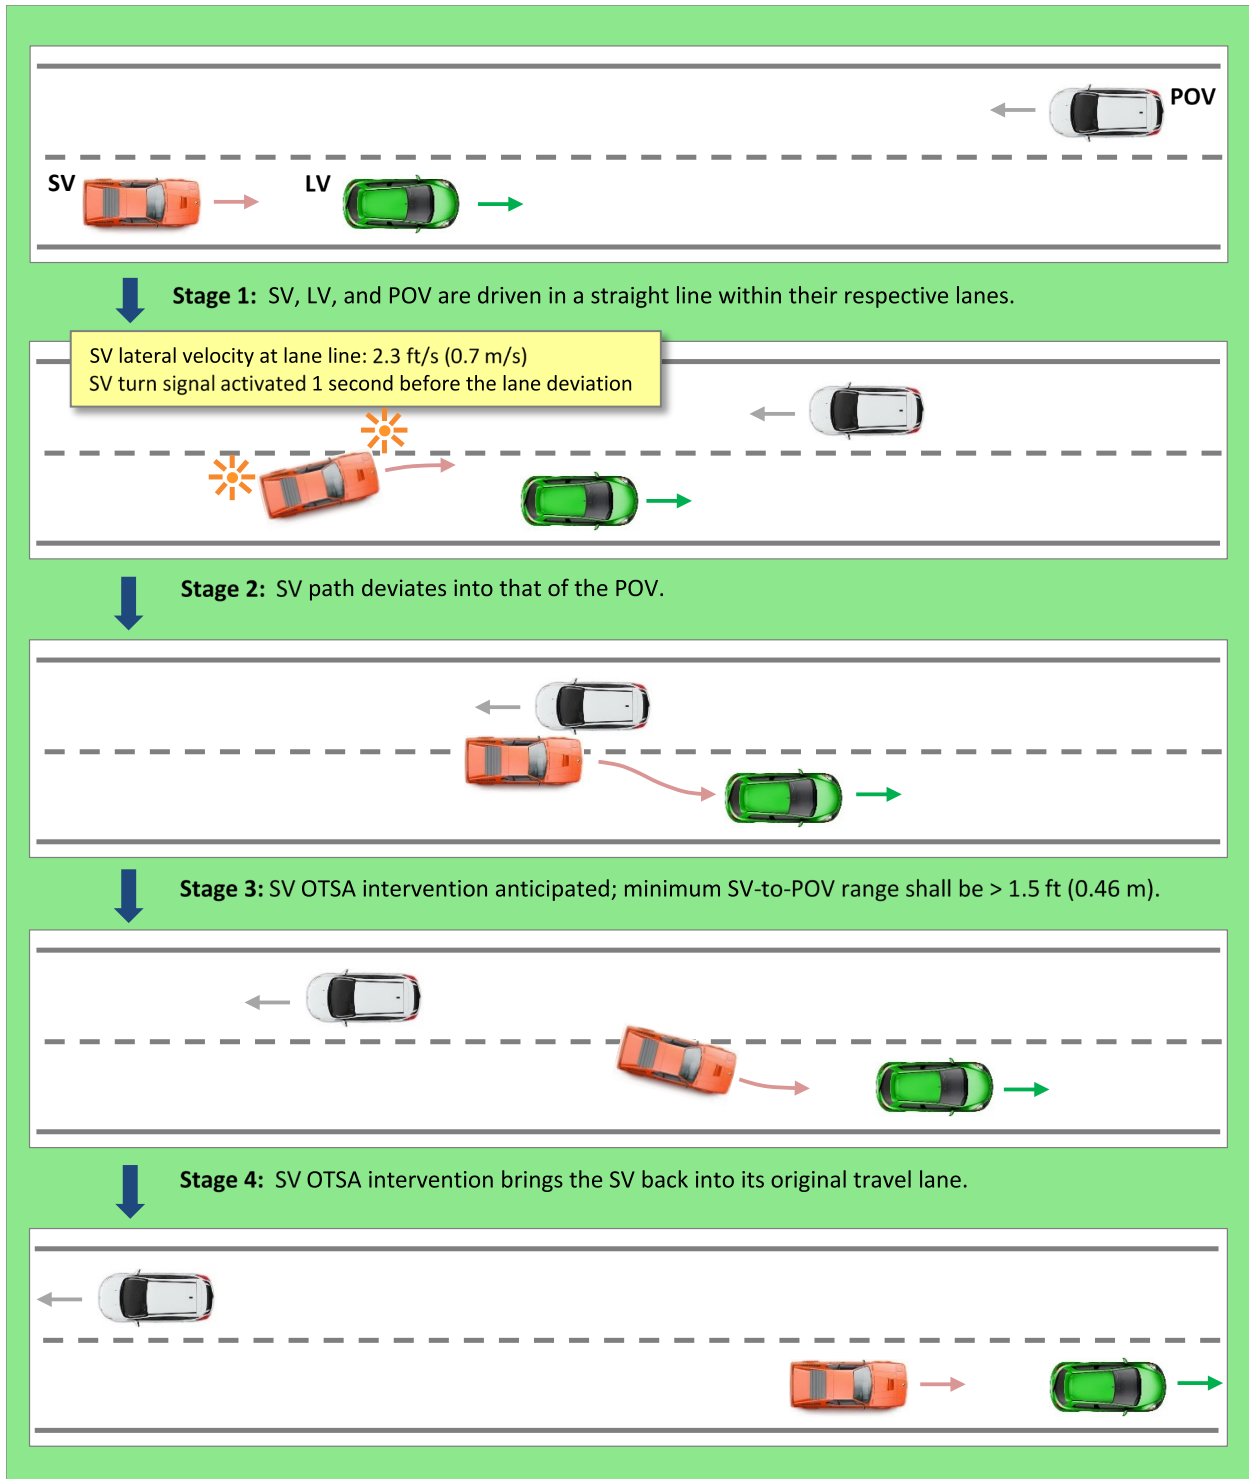 POV
SV
LV
Stage 1: SV, LV, and POV are driven in a straight line within their respective lanes.
SV lateral velocity at lane line: 2.3 ft/s (0.7 m/s)
SV turn signal activated 1 second before the lane deviation
Stage 2: SV path deviates into that of the POV.
Stage 3: SV OTSA intervention anticipated; minimum SV-to-POV range shall be > 1.5 ft (0.46 m).
Stage 4: SV OTSA intervention brings the SV back into its original travel lane.